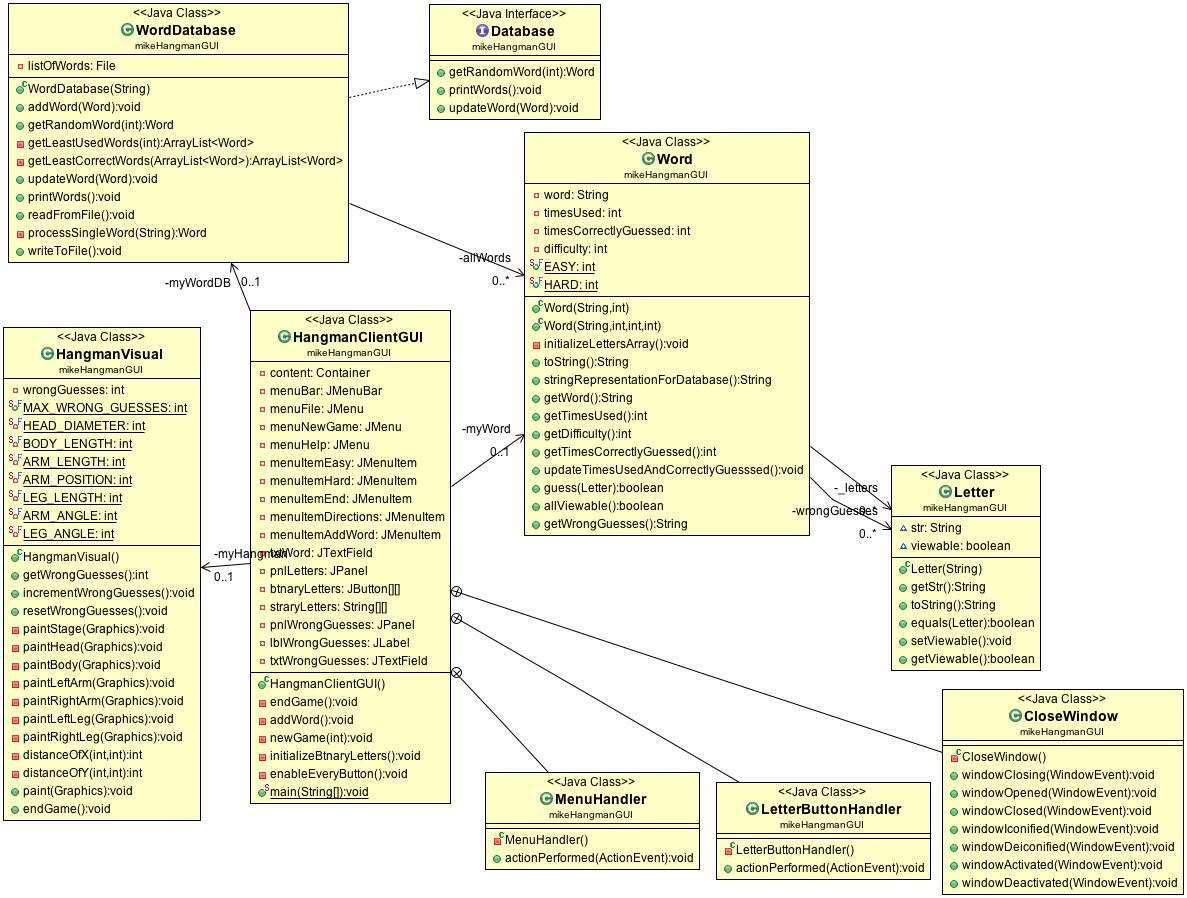 <<Java Class>>
WordDatabase
mikeHangmanGUI
listOfWords: File
WordDatabase(String)
addWord(Word):void
getRandomWord(int):Word
getLeastUsedWords(int):ArrayList<Word>
getLeastCorrectWords(ArrayList<Word>):ArrayList<Word>
updateWord(Word):void
printWords():void
readFromFile():void
processSingleWord(String):Word
writeToFile():void
<<Java Interface>>
Database
mikeHangmanGUI
getRandomWord(int):Word
printWords():void
updateWord(Word):void
<<Java Class>>
Word
mikeHangmanGUI
word: String
timesUsed: int
timesCorrectlyGuessed: int
difficulty: int
EASY: int
HARD: int
Word(String,int)
Word(String,int,int,int)
initializeLettersArray():void
toString():String
stringRepresentationForDatabase():String
getWord():String
getTimesUsed():int
getDifficulty():int
getTimesCorrectlyGuessed():int
updateTimesUsedAndCorrectlyGuesssed():void
guess(Letter):boolean
allViewable():boolean
getWrongGuesses():String
-allWords
0..*
-myWordDB
0..1
<<Java Class>>
HangmanVisual
mikeHangmanGUI
wrongGuesses: int
MAX_WRONG_GUESSES: int
HEAD_DIAMETER: int
BODY_LENGTH: int
ARM_LENGTH: int
ARM_POSITION: int
LEG_LENGTH: int
ARM_ANGLE: int
LEG_ANGLE: int
HangmanVisual()
getWrongGuesses():int
incrementWrongGuesses():void
resetWrongGuesses():void
paintStage(Graphics):void
paintHead(Graphics):void
paintBody(Graphics):void
paintLeftArm(Graphics):void
paintRightArm(Graphics):void
paintLeftLeg(Graphics):void
paintRightLeg(Graphics):void
distanceOfX(int,int):int
distanceOfY(int,int):int
paint(Graphics):void
endGame():void
<<Java Class>>
HangmanClientGUI
mikeHangmanGUI
content: Container
menuBar: JMenuBar
menuFile: JMenu
menuNewGame: JMenu
menuHelp: JMenu
menuItemEasy: JMenuItem
menuItemHard: JMenuItem
menuItemEnd: JMenuItem
menuItemDirections: JMenuItem
menuItemAddWord: JMenuItem
txtWord: JTextField
pnlLetters: JPanel
btnaryLetters: JButton[][]
straryLetters: String[][]
pnlWrongGuesses: JPanel
lblWrongGuesses: JLabel
txtWrongGuesses: JTextField
HangmanClientGUI()
endGame():void
addWord():void
newGame(int):void
initializeBtnaryLetters():void
enableEveryButton():void
main(String[]):void
-myHangman
0..1
-myWord
0..1
-_letters
0..*
-wrongGuesses
0..*
<<Java Class>>
Letter
mikeHangmanGUI
str: String
viewable: boolean
Letter(String)
getStr():String
toString():String
equals(Letter):boolean
setViewable():void
getViewable():boolean
<<Java Class>>
MenuHandler
mikeHangmanGUI
MenuHandler()
actionPerformed(ActionEvent):void
<<Java Class>>
LetterButtonHandler
mikeHangmanGUI
LetterButtonHandler()
actionPerformed(ActionEvent):void
<<Java Class>>
CloseWindow
mikeHangmanGUI
CloseWindow()
windowClosing(WindowEvent):void
windowOpened(WindowEvent):void
windowClosed(WindowEvent):void
windowIconified(WindowEvent):void
windowDeiconified(WindowEvent):void
windowActivated(WindowEvent):void
windowDeactivated(WindowEvent):void